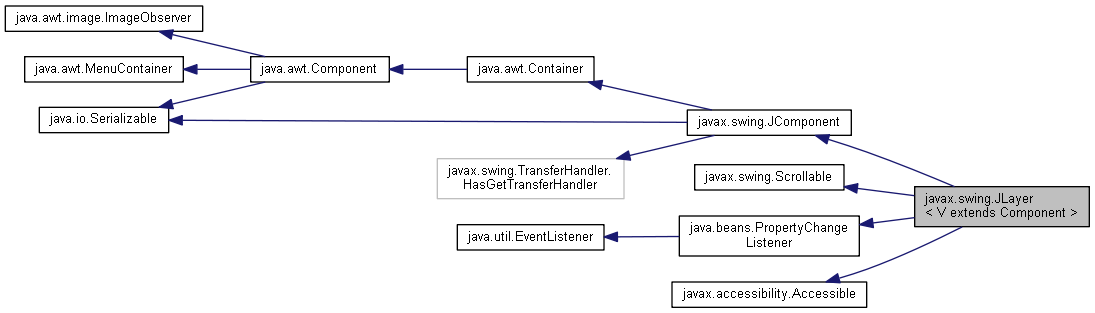 java.awt.image.ImageObserver
java.awt.MenuContainer
java.awt.Component
java.awt.Container
java.io.Serializable
javax.swing.JComponent
javax.swing.TransferHandler.
HasGetTransferHandler
javax.swing.Scrollable
javax.swing.JLayer
< V extends Component >
java.beans.PropertyChange
Listener
java.util.EventListener
javax.accessibility.Accessible